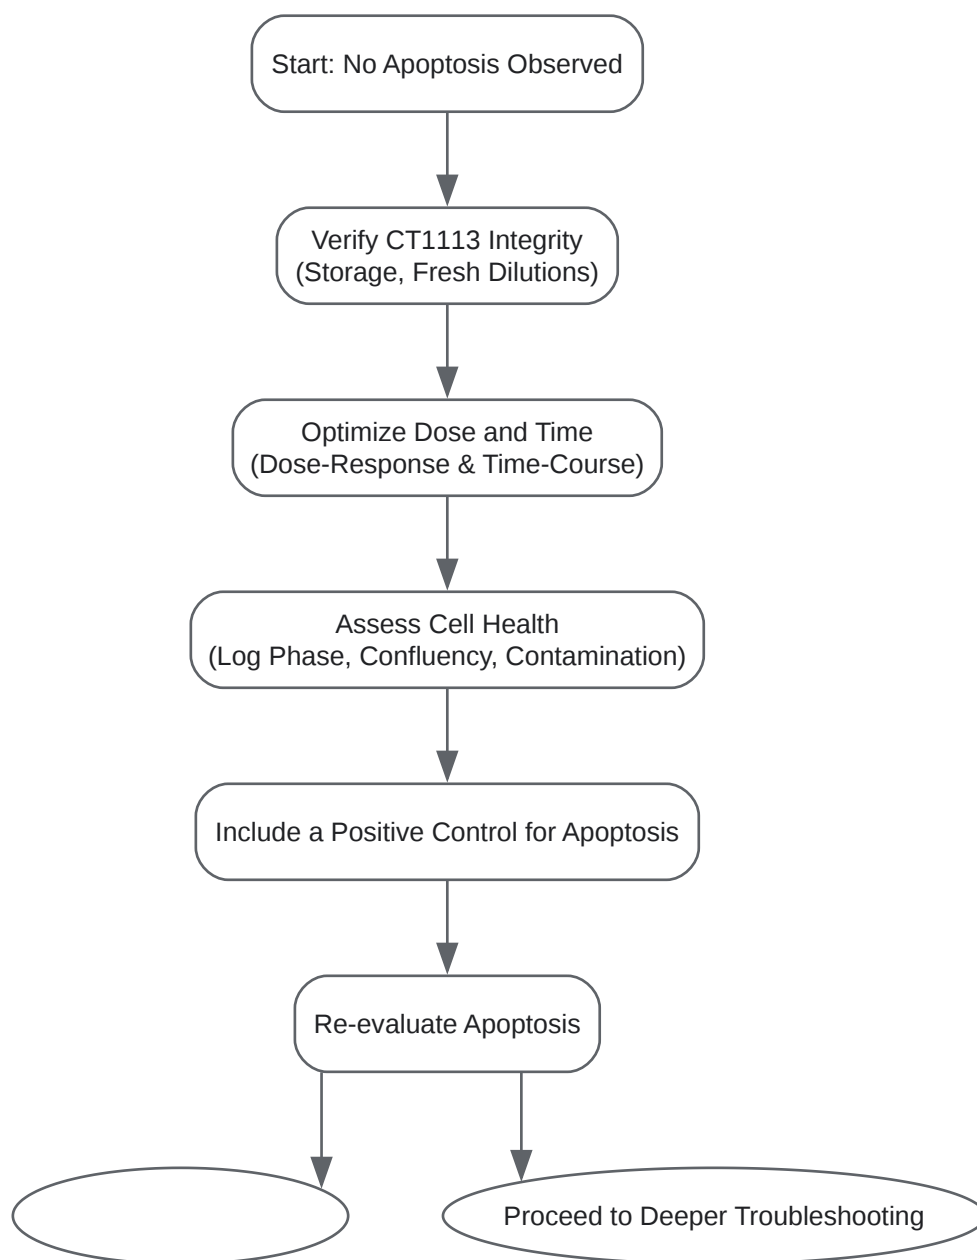 Start: No Apoptosis Observed
Verify CT1113 Integrity
(Storage, Fresh Dilutions)
Optimize Dose and Time
(Dose-Response & Time-Course)
Assess Cell Health
(Log Phase, Confluency, Contamination)
Include a Positive Control for Apoptosis
Re-evaluate Apoptosis
Proceed to Deeper Troubleshooting